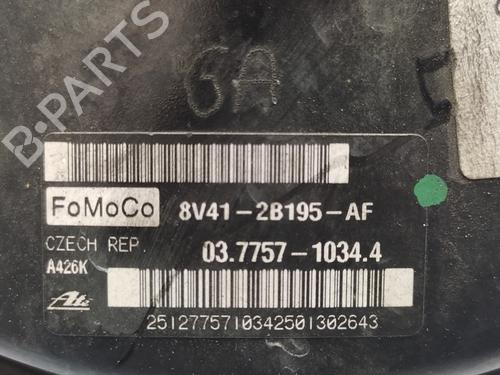 6A
B-PARTS
FoMoCo 8V41-2B195-AF
CZECH REP. 03.7757-1034.4
A426K
Ate
2512775710342501302643